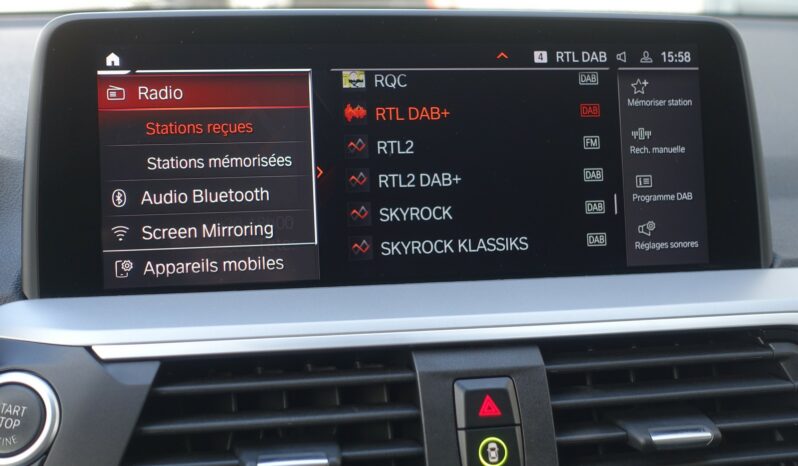 4 RTL DAB 15:58
Radio
Stations reçues
Stations mémorisées
Audio Bluetooth
Screen Mirroring
Appareils mobiles
RQC DAB
RTL DAB+ DAB
RTL2 FM
RTL2 DAB+ DAB
SKYROCK DAB
SKYROCK KLASSIKS DAB
Mémoriser station
Rech. manuelle
Programme DAB
Réglages sonores
START
STOP